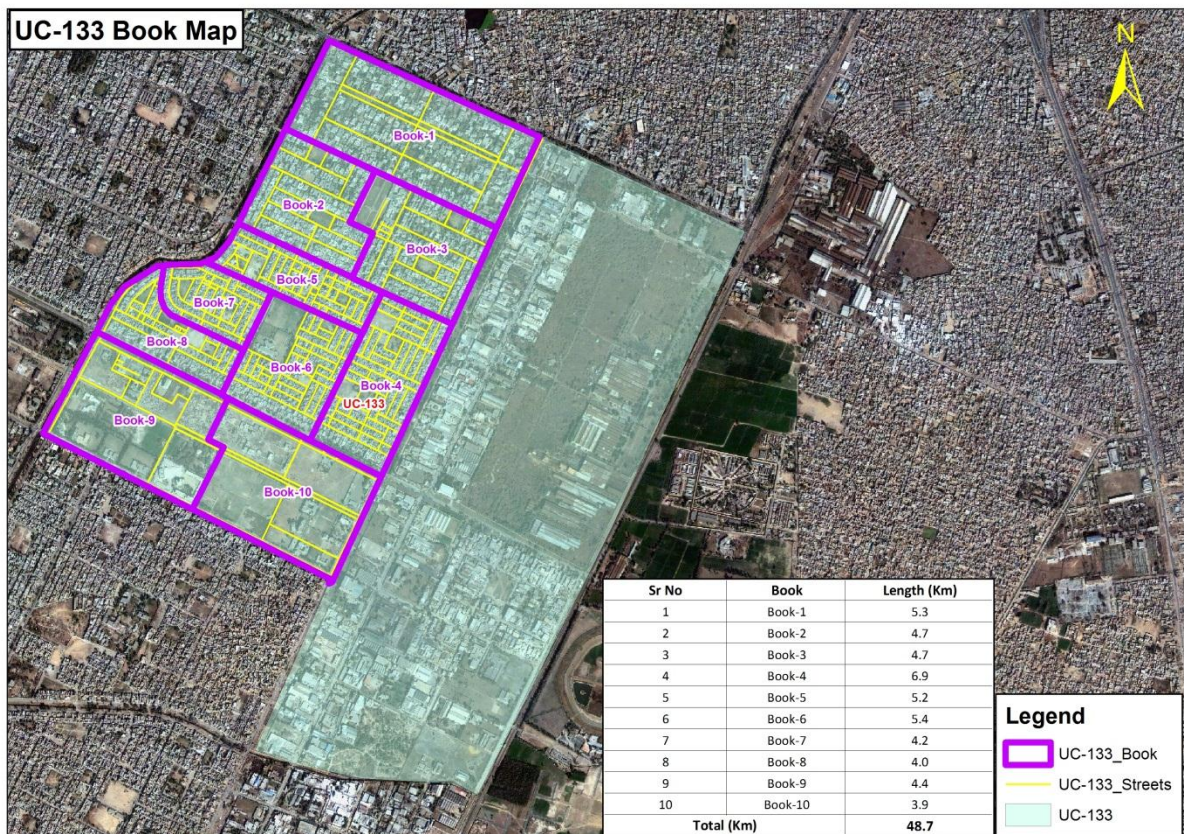 UC-133 Book Map
N
Book-1
Book-2
Book-3
Book-5
Book-7
Book-8
Book-6
Book-4
UC-133
Book-9
Book-10
Sr No Book Length (Km)
1 Book-1 5.3
2 Book-2 4.7
3 Book-3 4.7
4 Book-4 6.9
5 Book-5 5.2
6 Book-6 5.4
7 Book-7 4.2
8 Book-8 4.0
9 Book-9 4.4
10 Book-10 3.9
Total (Km) 48.7
Legend
UC-133_Book
UC-133_Streets
UC-133